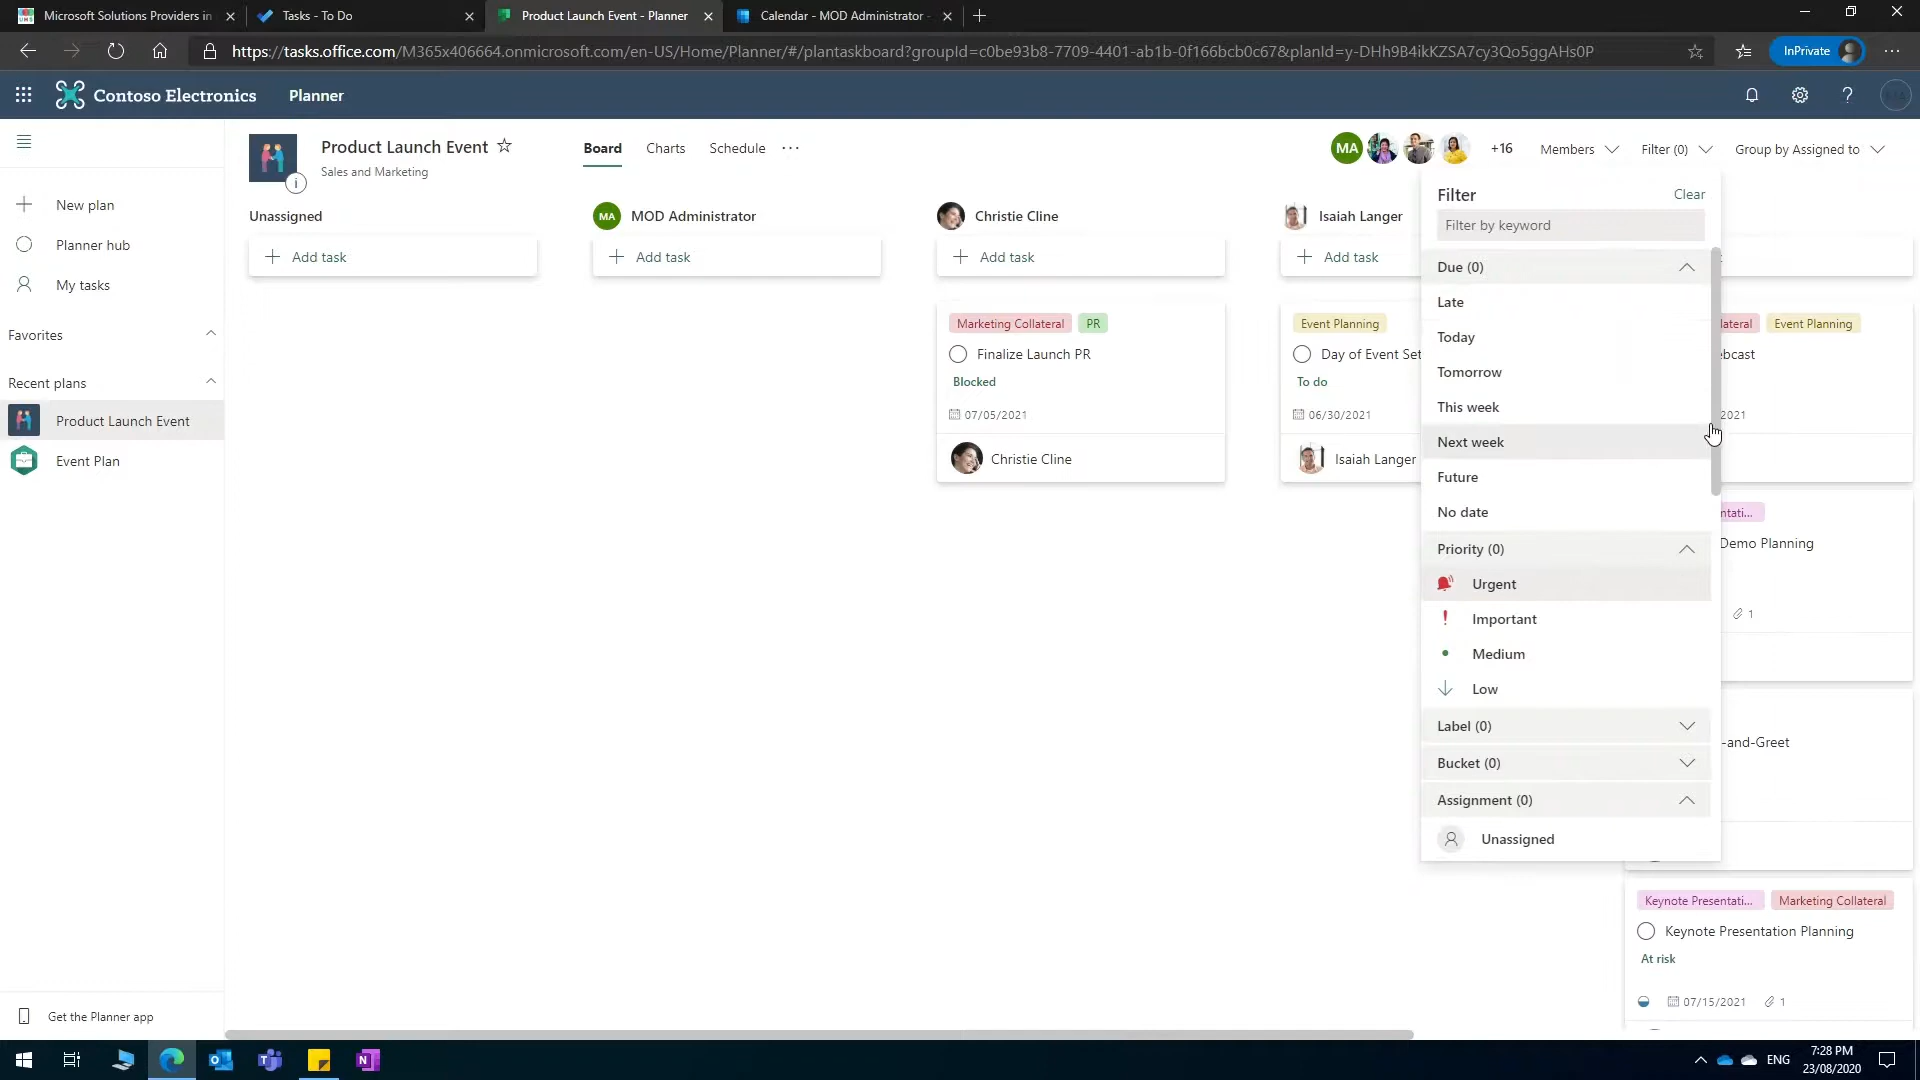 Microsoft Solutions Providers in
Tasks - To Do
Product Launch Event - Planner
Calendar - MOD Administrator -
https://tasks.office.com/M365x406664.onmicrosoft.com/en-US/Home/Planner/#/plantaskboard?groupId=c0be93b8-7709-4401-ab1b-0f166bcb0c67&planId=y-DHh9B4ikKZSA7cy3Qo5ggAHs0P
InPrivate
Contoso Electronics
Planner
?
New plan
Planner hub
My tasks
Favorites
Recent plans
Product Launch Event
Event Plan
Get the Planner app
Product Launch Event
Sales and Marketing
Board
Charts
Schedule
MA
+16
Members
Filter (0)
Group by Assigned to
Unassigned
Add task
MA
MOD Administrator
Add task
Christie Cline
Add task
Marketing Collateral
PR
Finalize Launch PR
Blocked
07/05/2021
Christie Cline
Isaiah Langer
Add task
Event Planning
Day of Event Set
To do
06/30/2021
Isaiah Langer
Filter
Clear
Filter by keyword
Due (0)
Late
Today
Tomorrow
This week
Next week
Future
No date
Priority (0)
Urgent
Important
Medium
Low
Label (0)
Bucket (0)
Assignment (0)
Unassigned
lateral
Event Planning
bcast
2021
ntati...
Demo Planning
1
-and-Greet
Keynote Presentati...
Marketing Collateral
Keynote Presentation Planning
At risk
07/15/2021
1
ENG
7:28 PM
23/08/2020